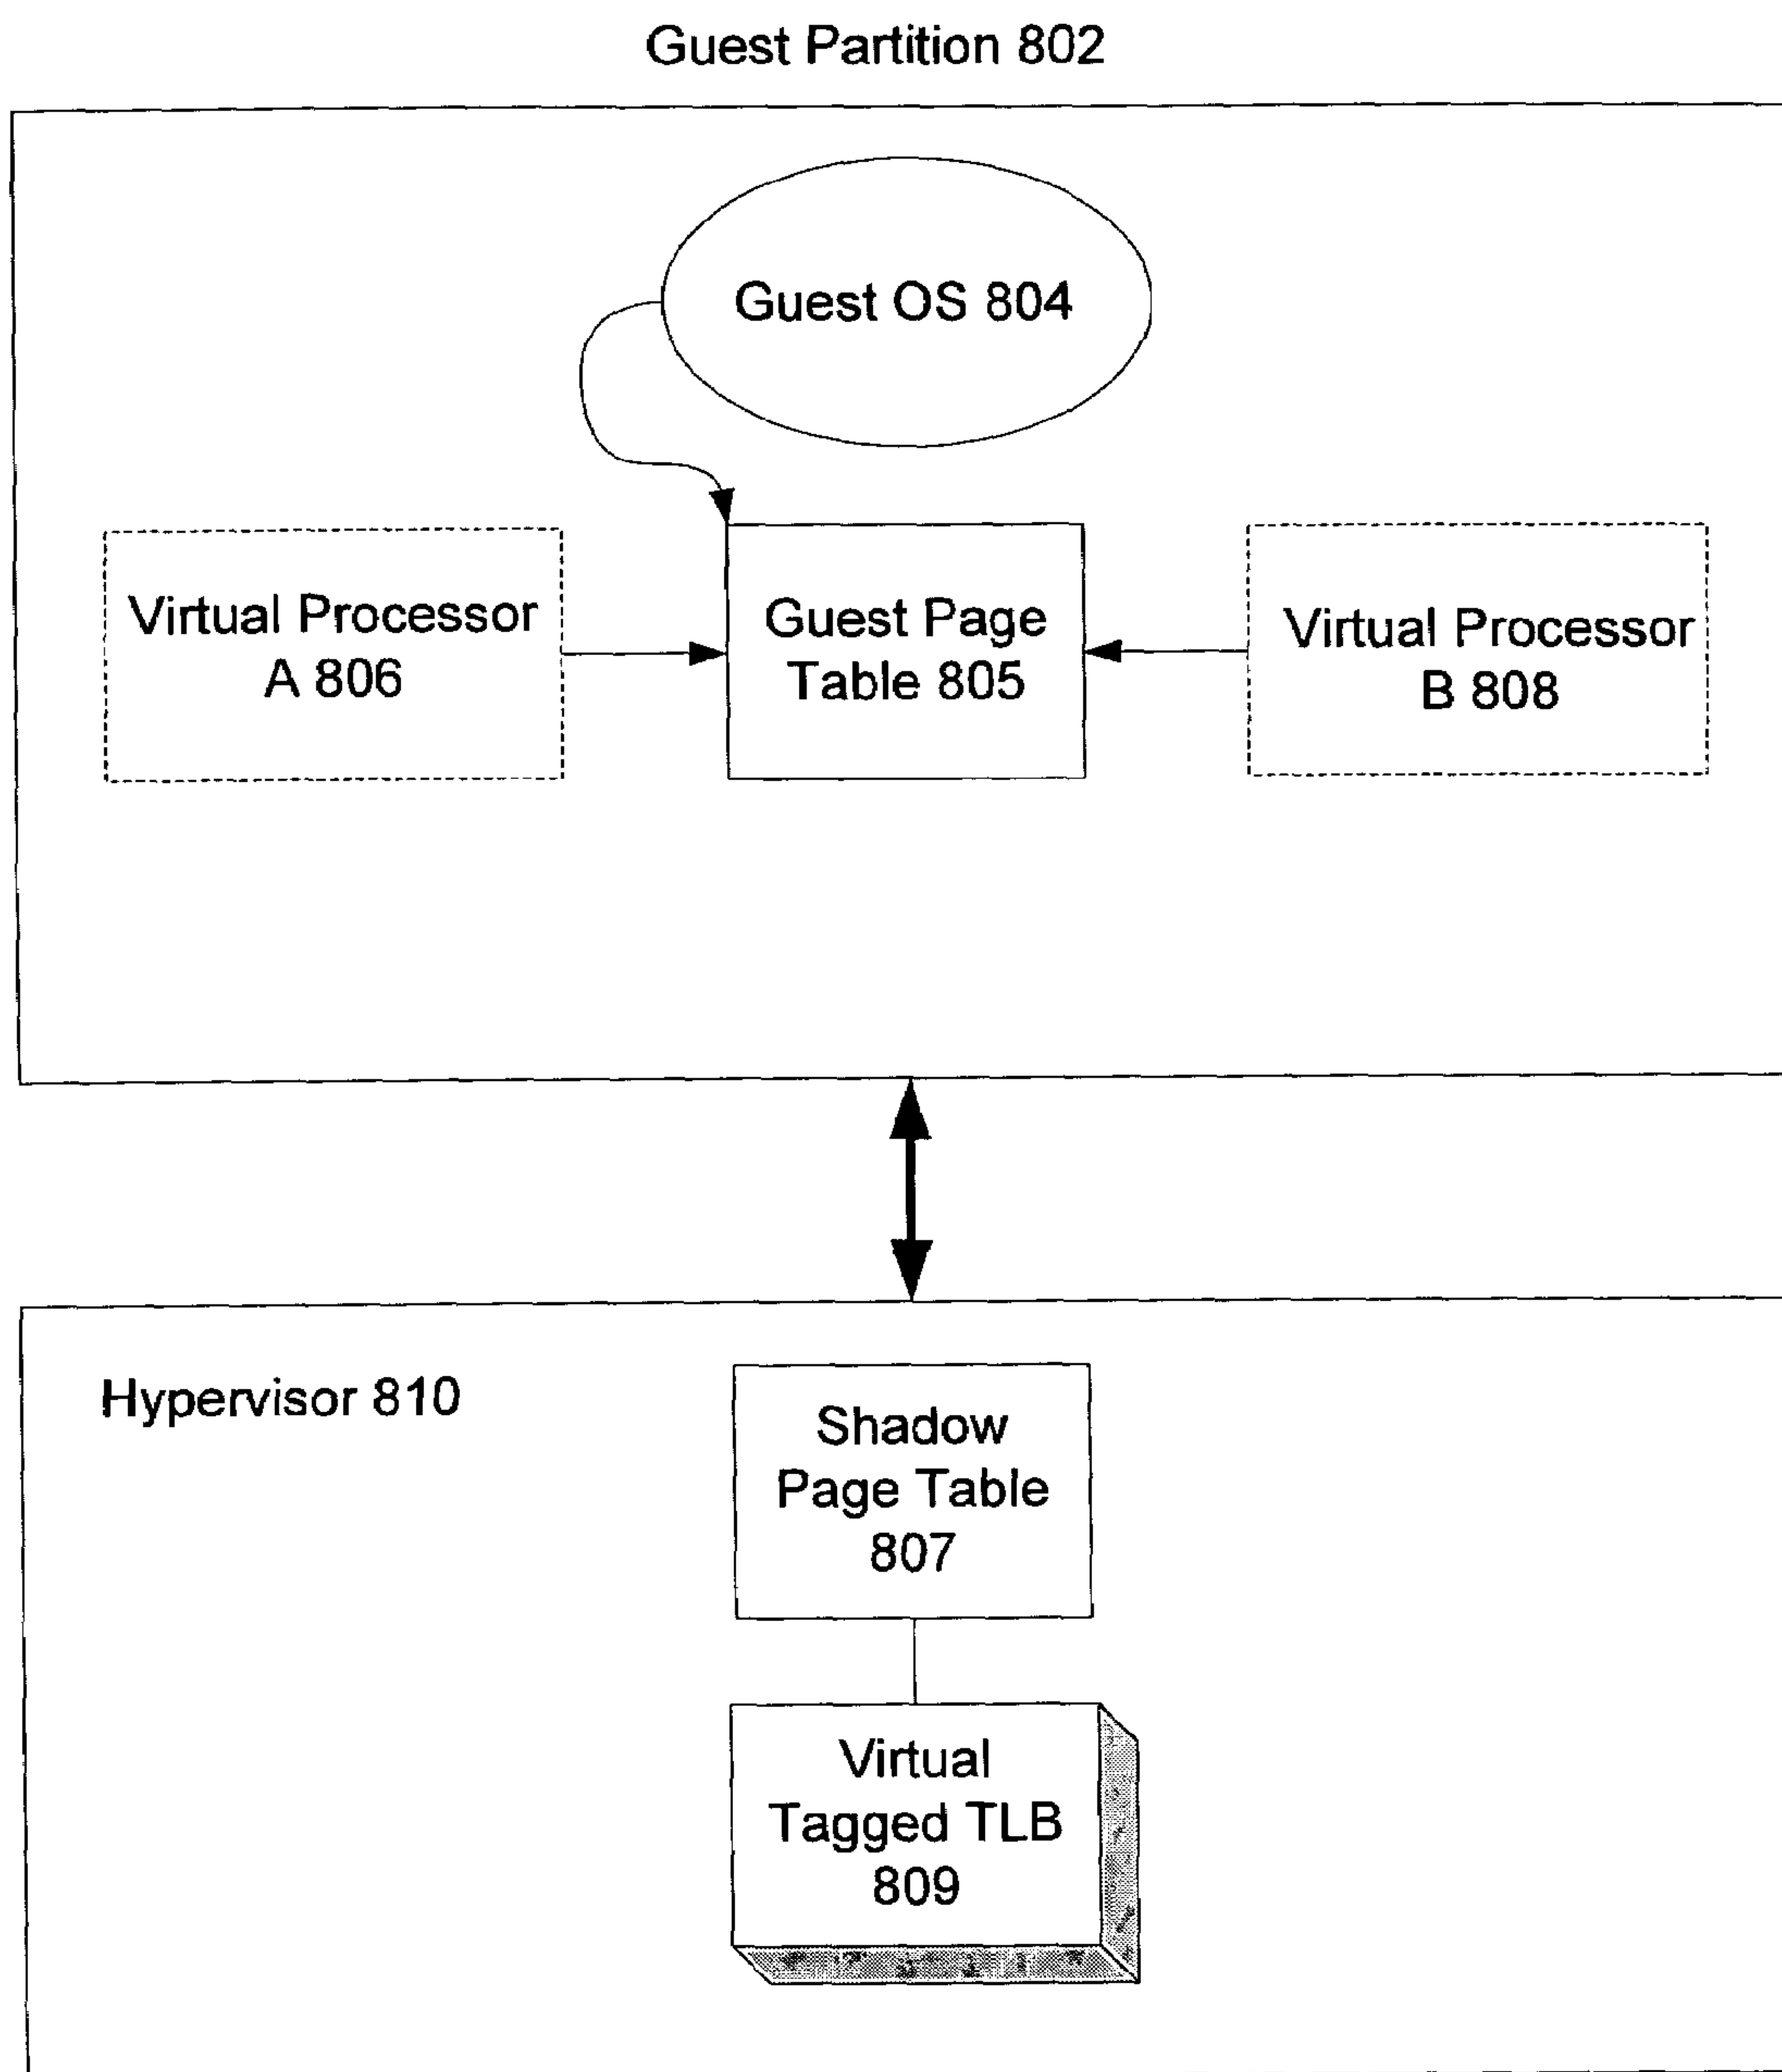 Guest Partition 802
Guest OS 804
Virtual Processor
A 806
Guest Page
Table 805
Virtual Processor
B 808
Hypervisor 810
Shadow
Page Table
807
Virtual
Tagged TLB
809